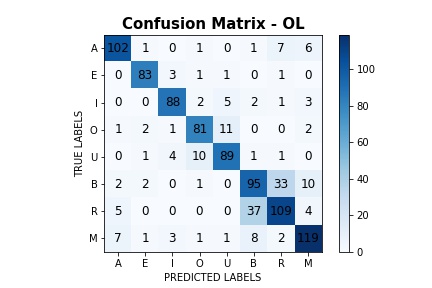 Confusion Matrix - OL
A 102 1 0 1 0 1 7 6
E 0 83 3 1 1 0 1 0
I 0 0 88 2 5 2 1 3
O 1 2 1 81 11 0 0 2
U 0 1 4 10 89 1 1 0
B 2 2 0 1 0 95 33 10
R 5 0 0 0 0 37 109 4
M 7 1 3 1 1 8 2 119
A E I O U B R M
PREDICTED LABELS
TRUE LABELS
100
80
60
40
20
0